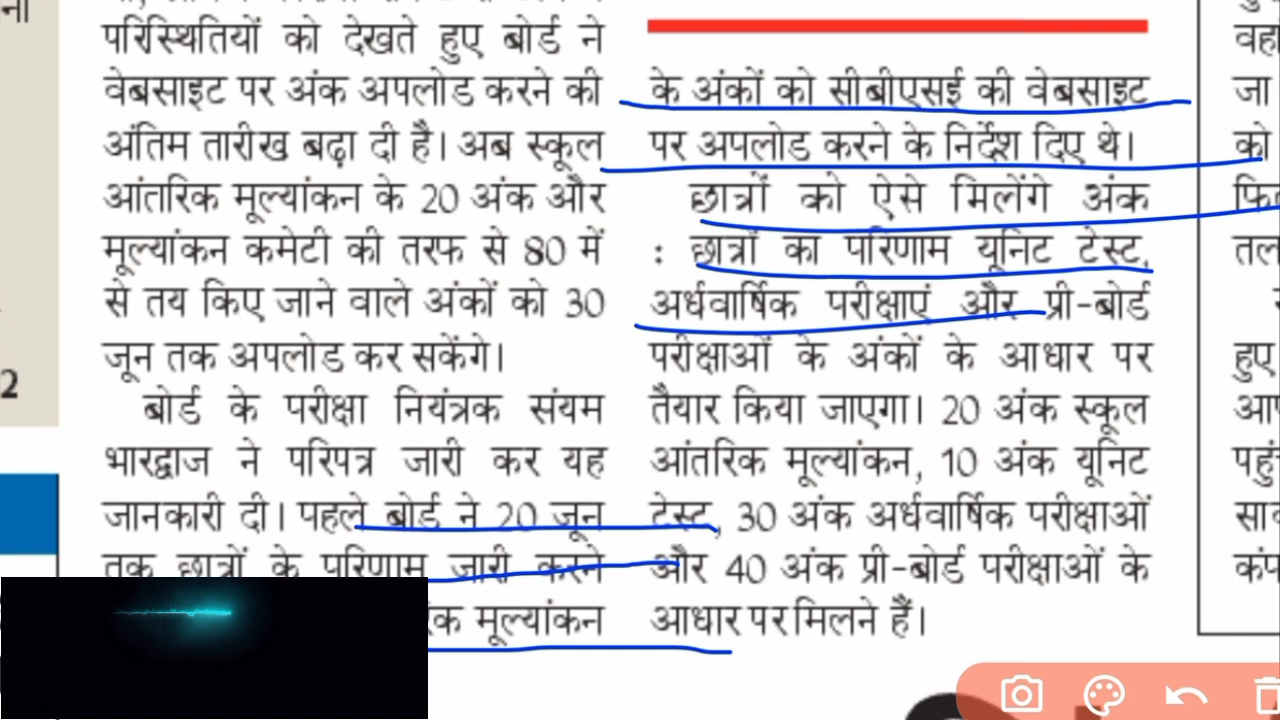 परिस्थितियों को देखते हुए बोर्ड ने
वेबसाइट पर अंक अपलोड करने की
अंतिम तारीख बढ़ा दी है। अब स्कूल
आंतरिक मूल्यांकन के 20 अंक और
मूल्यांकन कमेटी की तरफ से 80 में
से तय किए जाने वाले अंकों को 30
जून तक अपलोड कर सकेंगे।
बोर्ड के परीक्षा नियंत्रक संयम
भारद्वाज ने परिपत्र जारी कर यह
जानकारी दी। पहले बोर्ड ने 20 जून
तक छात्रों के परिणाम जारी करने
मूल्यांकन
के अंकों को सीबीएसई की वेबसाइट
पर अपलोड करने के निर्देश दिए थे।
छात्रों को ऐसे मिलेंगे अंक
: छात्रों का परिणाम यूनिट टेस्ट,
अर्धवार्षिक परीक्षाएं और प्री-बोर्ड
परीक्षाओं के अंकों के आधार पर
तैयार किया जाएगा। 20 अंक स्कूल
आंतरिक मूल्यांकन, 10 अंक यूनिट
टेस्ट, 30 अंक अर्धवार्षिक परीक्षाओं
और 40 अंक प्री-बोर्ड परीक्षाओं के
आधार पर मिलने हैं।
जा
को
हुए
2